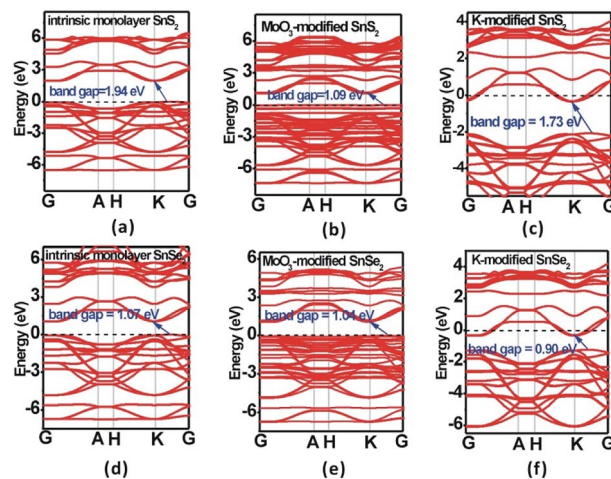 intrinsic monolayer SnS₂
MoO₃-modified SnS₂
K-modified SnS₂
Energy (eV)
6
3
0
-3
-6
band gap=1.94 eV
G A H K G
(a)
Energy (eV)
6
3
0
-3
-6
band gap=1.09 eV
G A H K G
(b)
Energy (eV)
4
2
0
-2
-4
band gap = 1.73 eV
G A H K G
(c)
intrinsic monolayer SnSe₂
MoO₃-modified SnSe₂
K-modified SnSe₂
Energy (eV)
6
3
0
-3
-6
band gap = 1.07 eV
G A H K G
(d)
Energy (eV)
6
3
0
-3
-6
band gap = 1.04 eV
G A H K G
(e)
Energy (eV)
4
2
0
-2
-4
-6
band gap = 0.90 eV
G A H K G
(f)